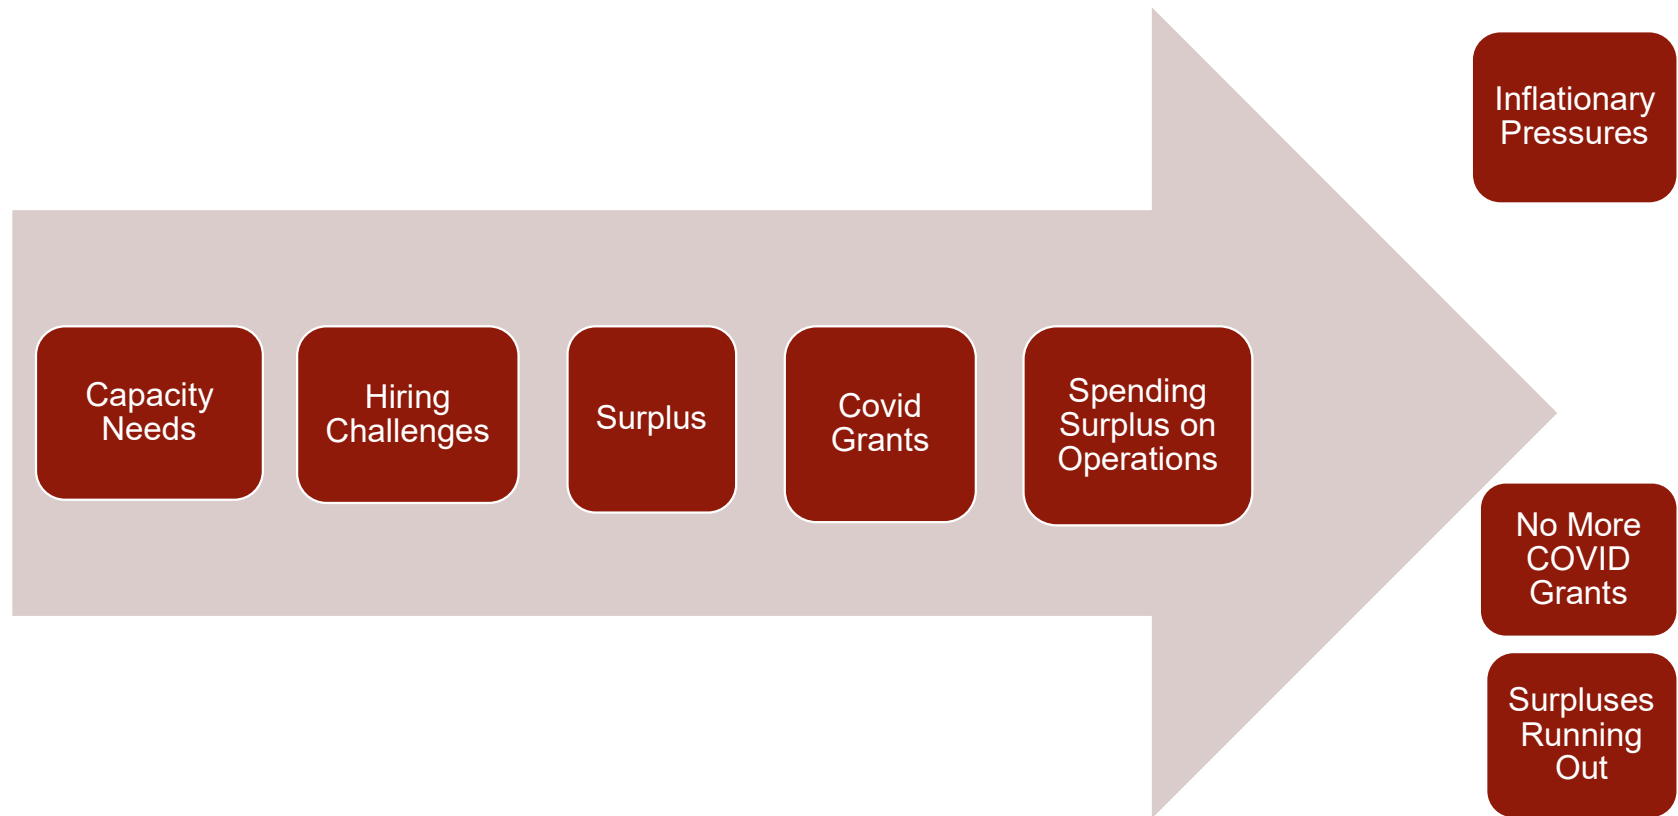 Capacity
Needs
Hiring
Challenges
Surplus
Covid
Grants
Spending
Surplus on
Operations
Inflationary
Pressures
No More
COVID
Grants
Surpluses
Running
Out